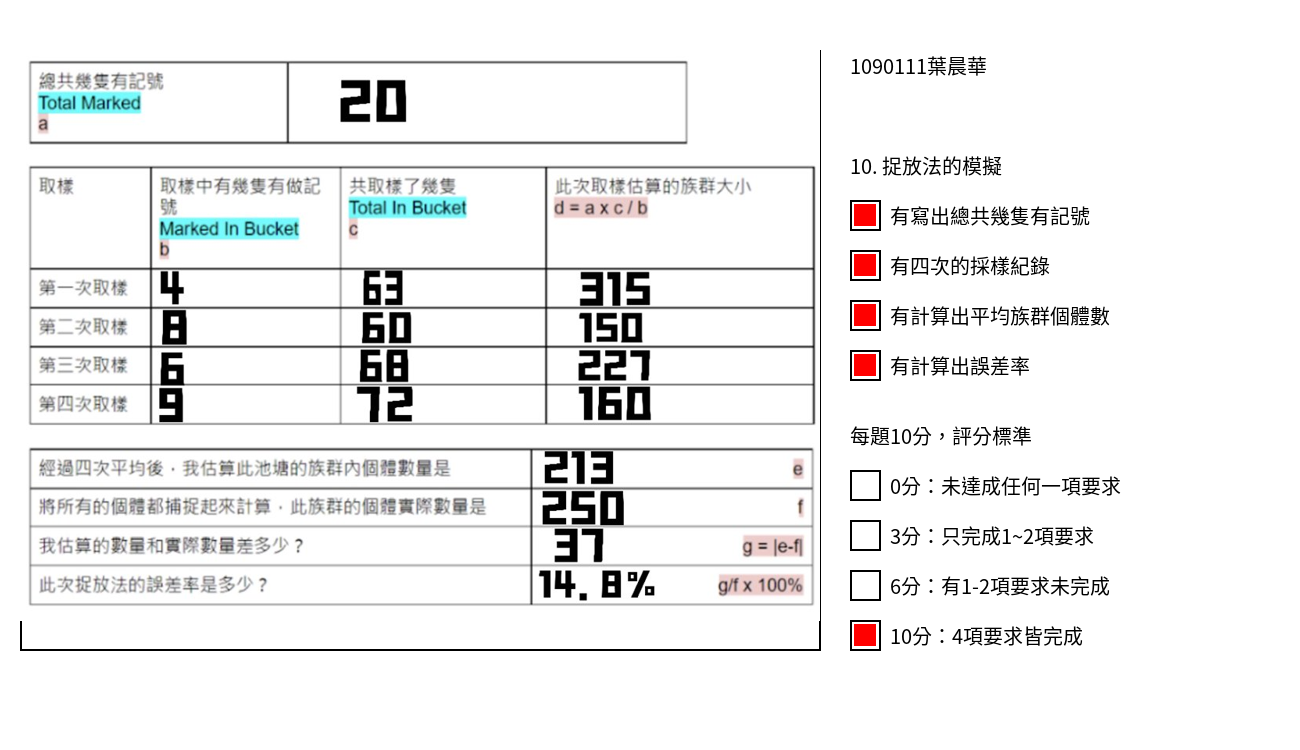 總共幾隻有記號
Total Marked
a
20
取樣
取樣中有幾隻有做記
號
Marked In Bucket
b
共取樣了幾隻
Total In Bucket
c
此次取樣估算的族群大小
d = a x c / b
第一次取樣 4 63 315
第二次取樣 8 60 150
第三次取樣 6 68 227
第四次取樣 9 72 160
經過四次平均後，我估算此池塘的族群內個體數量是 213 e
將所有的個體都捕捉起來計算，此族群的個體實際數量是 250 f
我估算的數量和實際數量差多少？ 37 g = |e-f|
此次捉放法的誤差率是多少？ 14.8% g/f x 100%
1090111葉晨華
10. 捉放法的模擬
有寫出總共幾隻有記號
有四次的採樣紀錄
有計算出平均族群個體數
有計算出誤差率
每題10分，評分標準
0分：未達成任何一項要求
3分：只完成1~2項要求
6分：有1-2項要求未完成
10分：4項要求皆完成